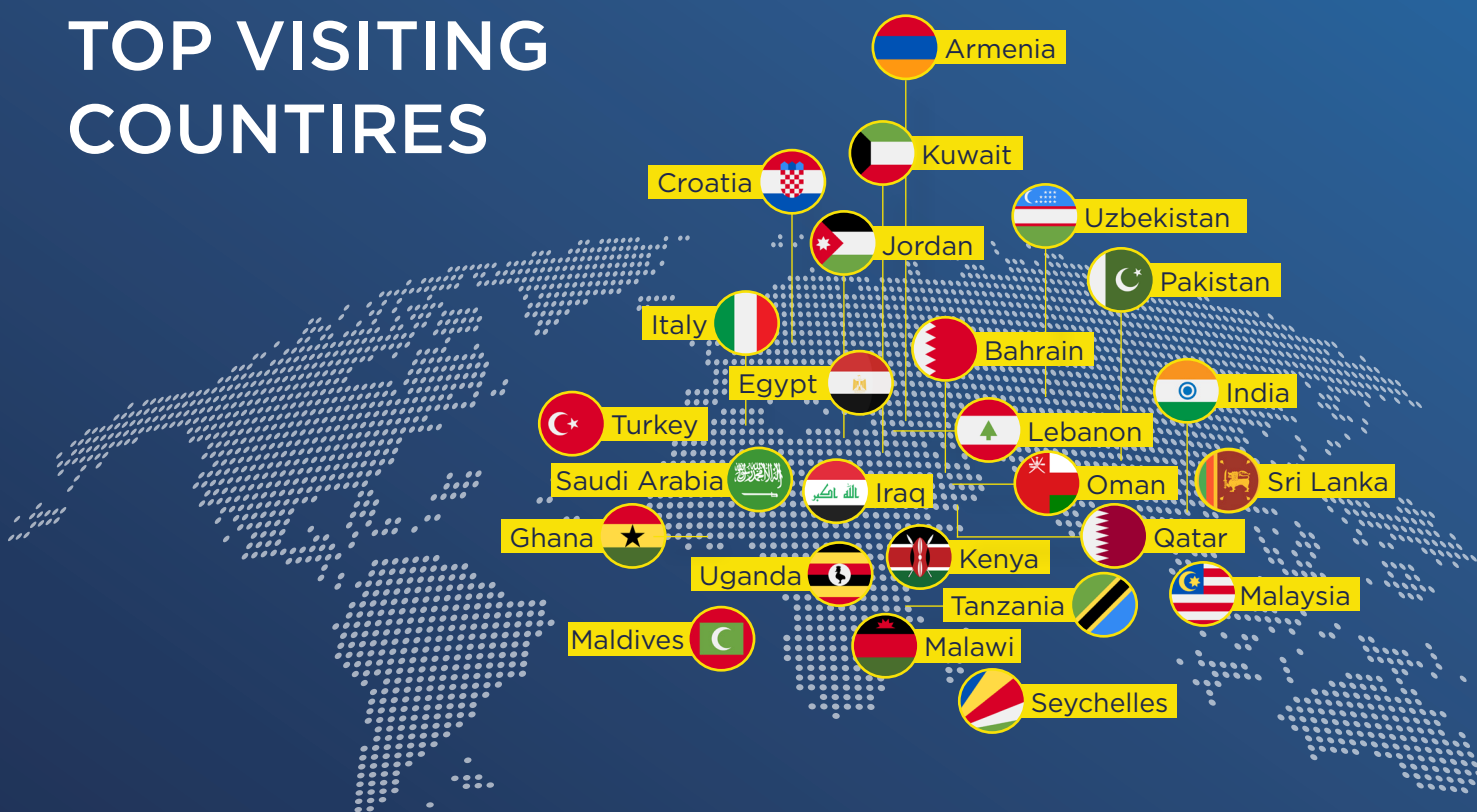 TOP VISITING
COUNTIRES
Armenia
Kuwait
Croatia
Uzbekistan
Jordan
Pakistan
Italy
Bahrain
Egypt
India
Turkey
Lebanon
Saudi Arabia
Iraq
Oman
Sri Lanka
Ghana
Kenya
Qatar
Uganda
Tanzania
Malaysia
Maldives
Malawi
Seychelles